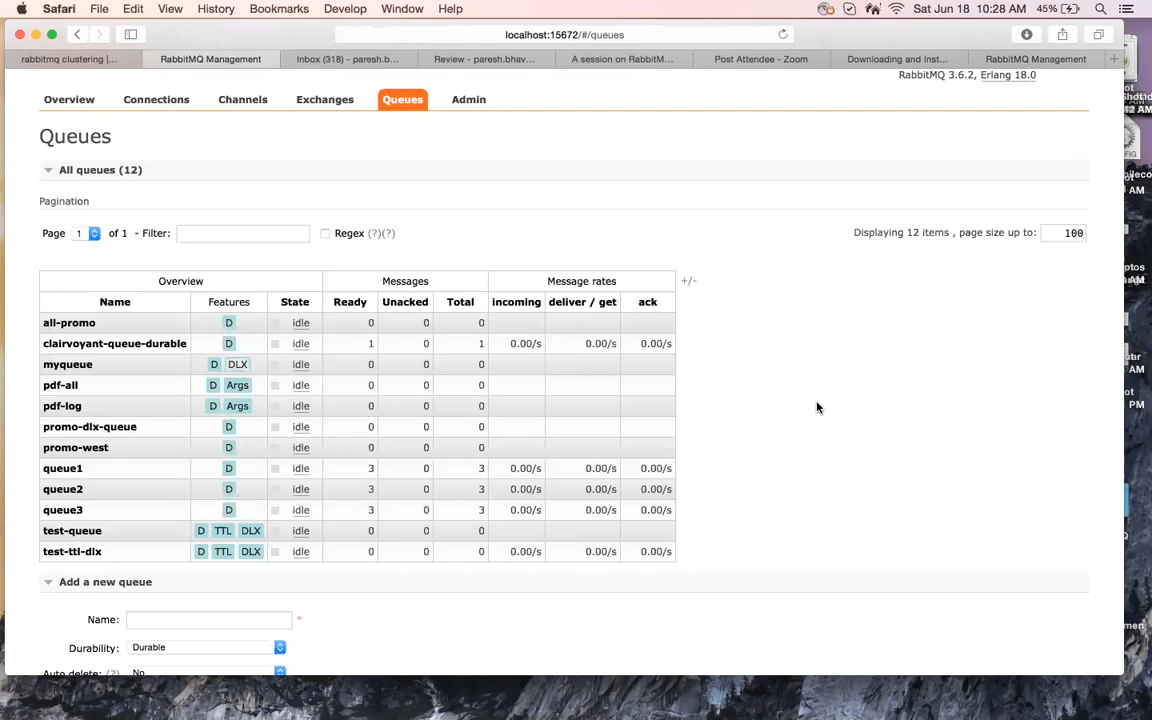 Safari File Edit View History Bookmarks Develop Window Help Sat Jun 18 10:28 AM 45%
localhost:15672/#/queues
rabbitmq clustering |... RabbitMQ Management Inbox (318) - paresh.b... Review - paresh.bhav... A session on RabbitM... Post Attendee - Zoom Downloading and Inst... RabbitMQ Management
RabbitMQ 3.6.2, Erlang 18.0
Overview Connections Channels Exchanges Queues Admin
Queues
All queues (12)
Pagination
Page 1 of 1 - Filter: Regex (?)(?) Displaying 12 items , page size up to: 100
Overview Messages Message rates +/-
Name Features State Ready Unacked Total incoming deliver / get ack
all-promo D idle 0 0 0
clairvoyant-queue-durable D idle 1 0 1 0.00/s 0.00/s 0.00/s
myqueue D DLX idle 0 0 0
pdf-all D Args idle 0 0 0
pdf-log D Args idle 0 0 0
promo-dlx-queue D idle 0 0 0
promo-west D idle 0 0 0
queue1 D idle 3 0 3 0.00/s 0.00/s 0.00/s
queue2 D idle 3 0 3 0.00/s 0.00/s 0.00/s
queue3 D idle 3 0 3 0.00/s 0.00/s 0.00/s
test-queue D TTL DLX idle 0 0 0
test-ttl-dlx D TTL DLX idle 0 0 0 0.00/s 0.00/s 0.00/s
Add a new queue
Name: *
Durability: Durable
Auto delete: (?) No